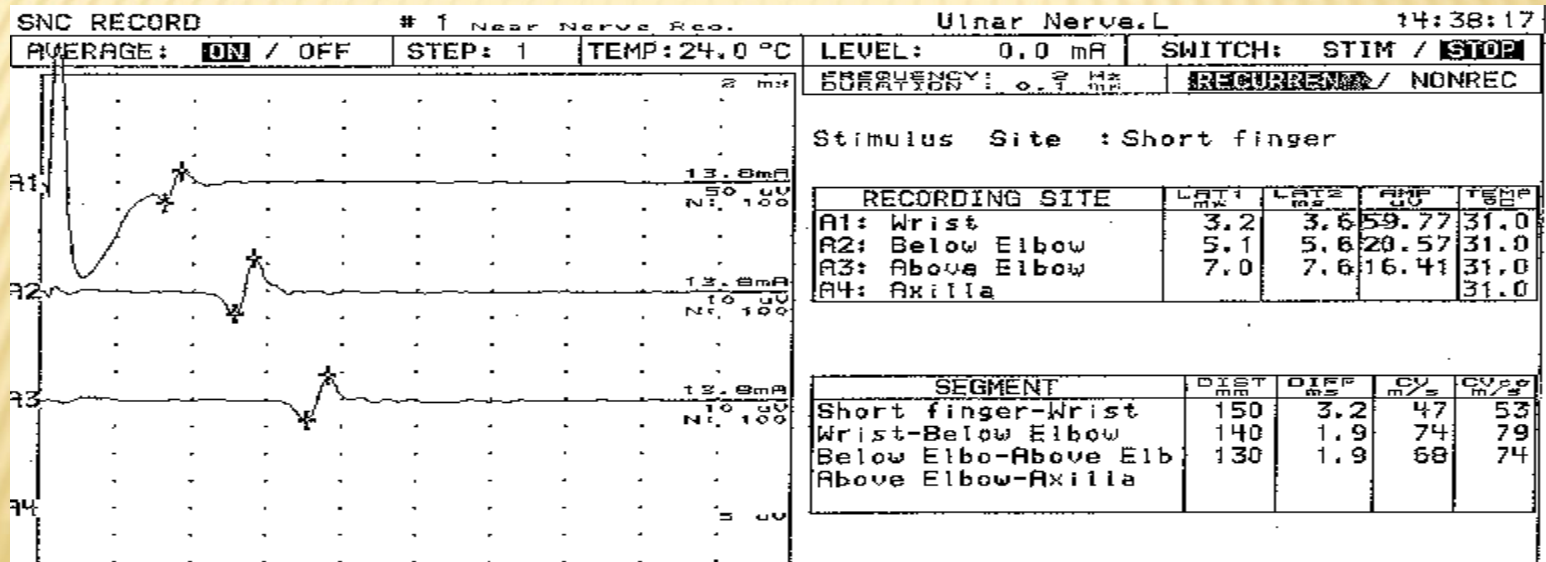 SNC RECORD # 1 Near Nerve Rec. Ulnar Nerve.L 14:38:17
AVERAGE: ON / OFF STEP: 1 TEMP:24.0 °C LEVEL: 0.0 mA SWITCH: STIM / STOP
2 ms
FREQUENCY: 2 Hz
DURATION : 0.1 ms
RECURRENT / NONREC
Stimulus Site : Short finger
A1 13.8mA
50 uV
N: 100
A2 13.8mA
10 uV
N: 100
A3 13.8mA
10 uV
N: 100
A4
5 uV
RECORDING SITE LAT1 ms LAT2 ms AMP uV TEMP °C
A1: Wrist 3.2 3.6 59.77 31.0
A2: Below Elbow 5.1 5.6 20.57 31.0
A3: Above Elbow 7.0 7.6 16.41 31.0
A4: Axilla 31.0
SEGMENT DIST mm DIFF ms CV m/s m/s
Short finger-Wrist 150 3.2 47 53
Wrist-Below Elbow 140 1.9 74 79
Below Elbo-Above Elb 130 1.9 68 74
Above Elbow-Axilla